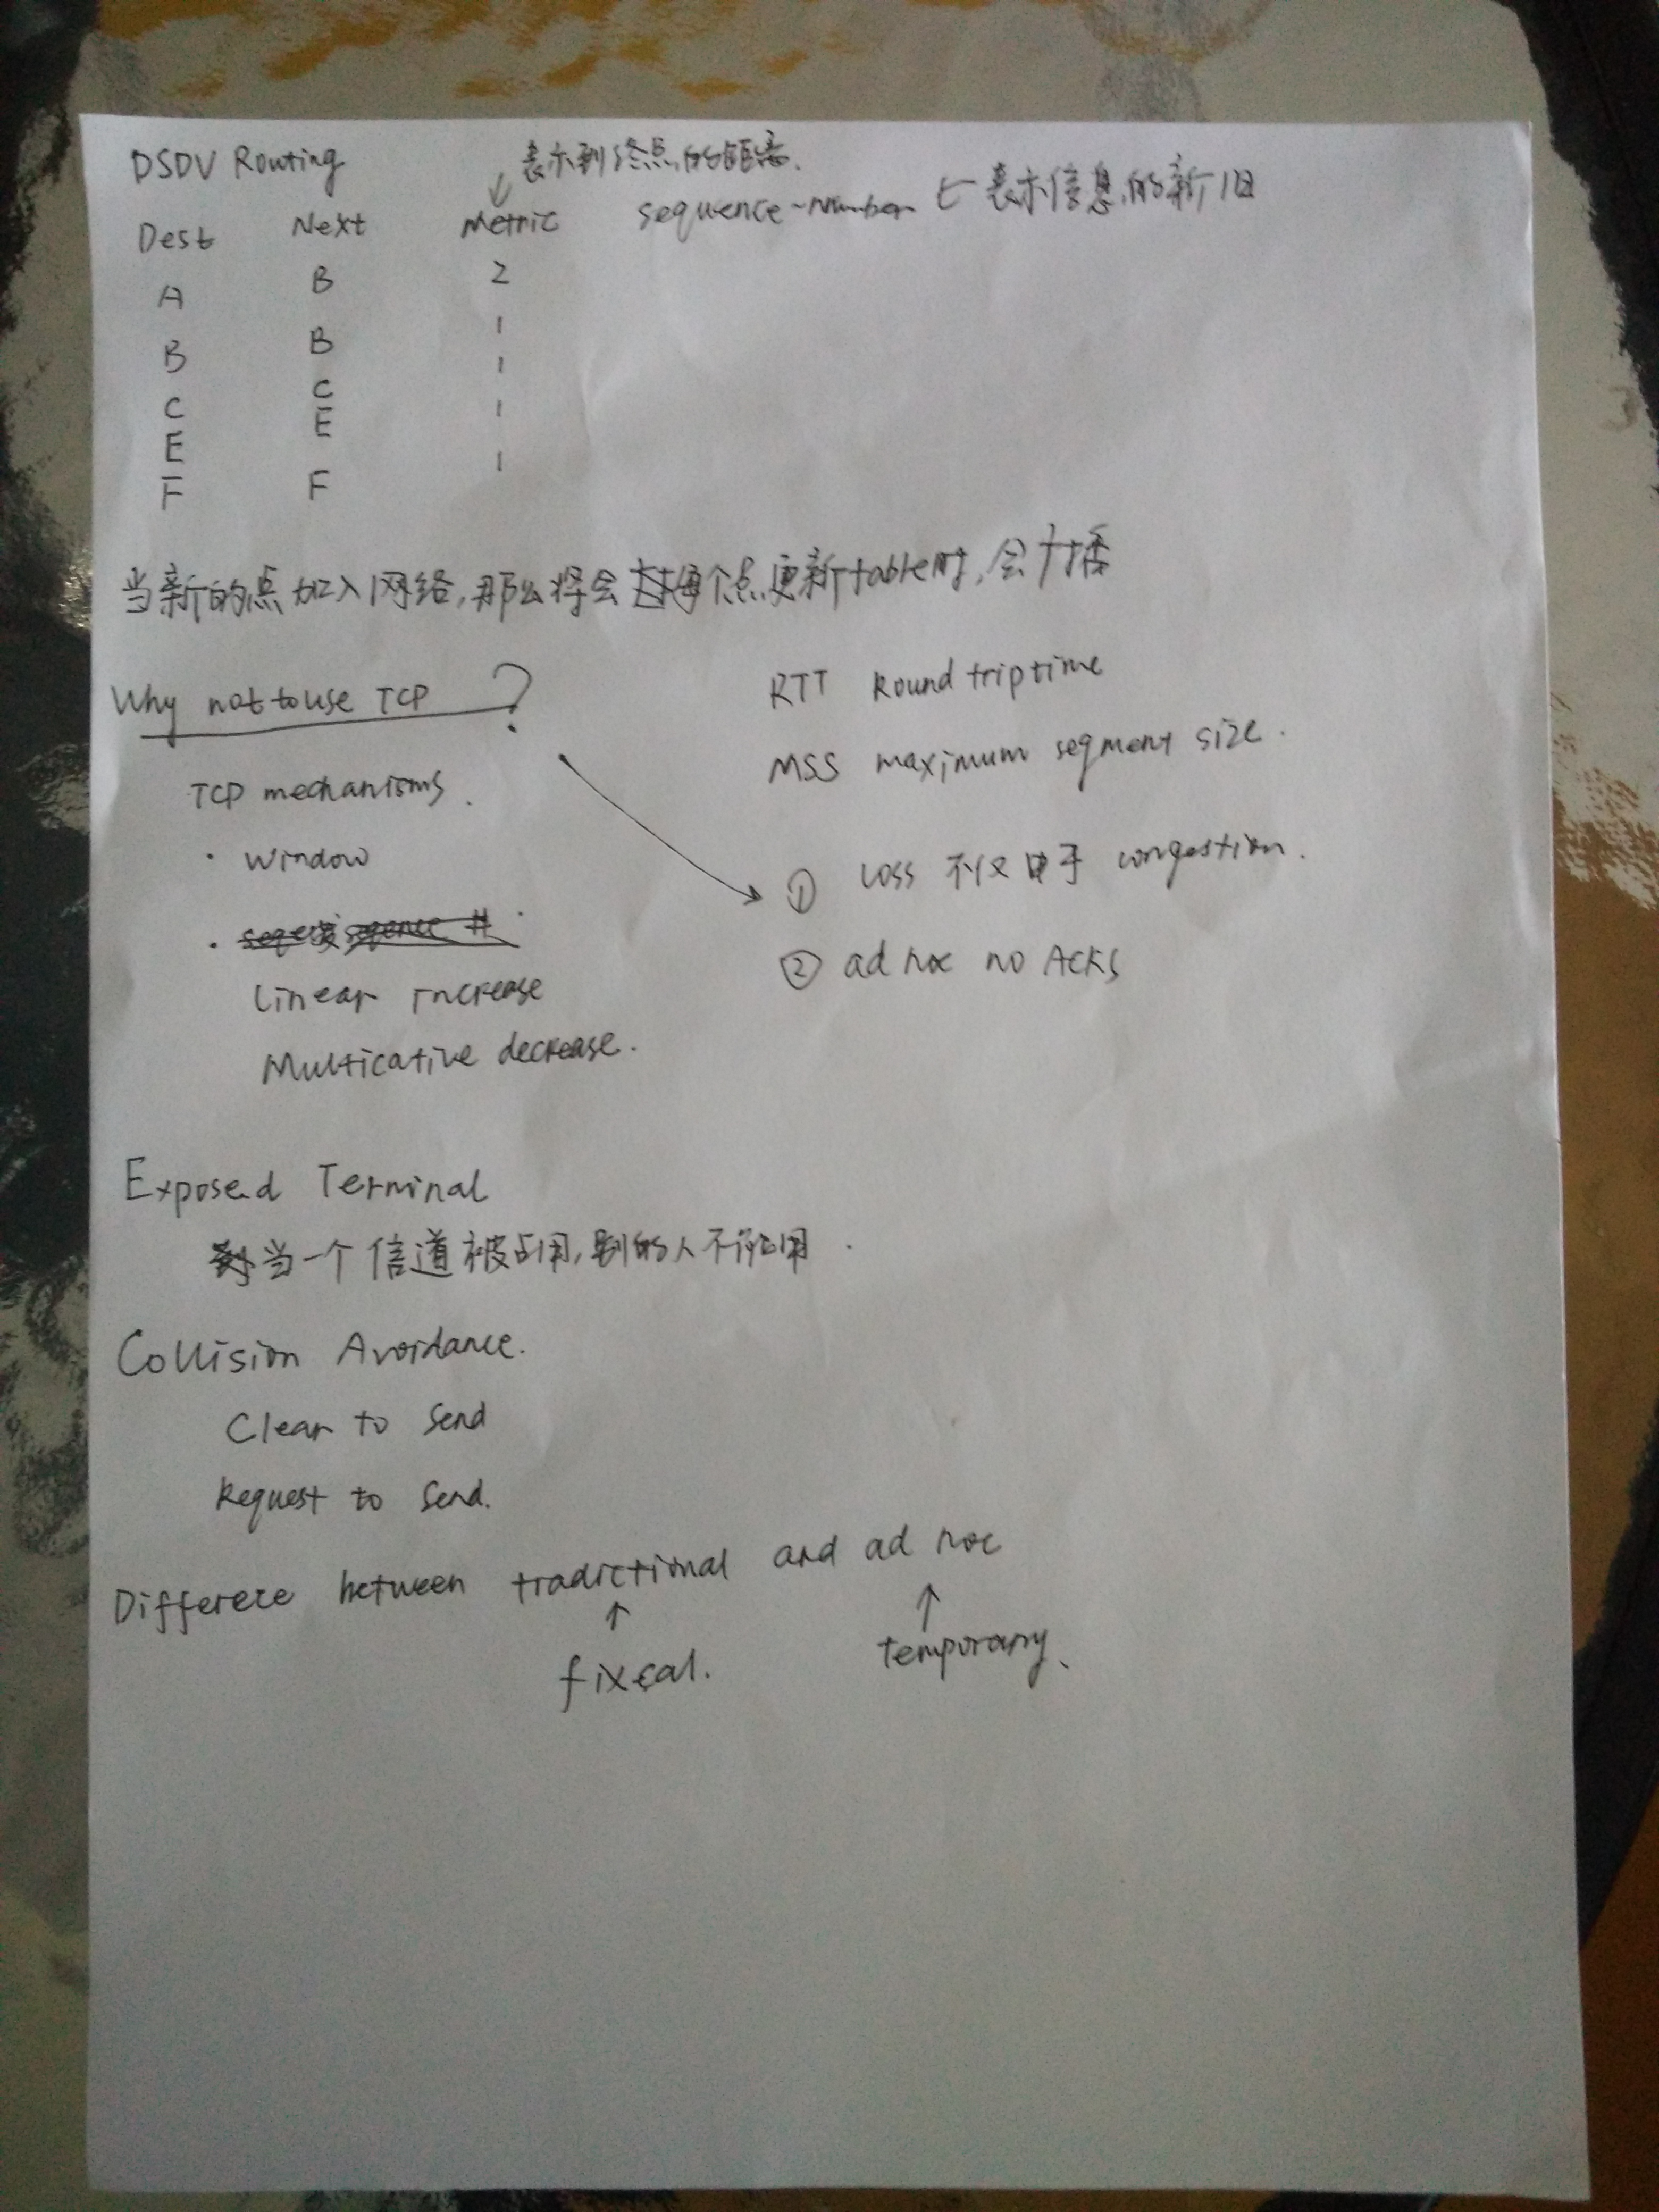 DSDV Routing
表示到终点的距离.
Dest Next Metric sequence-number ← 表示信息的新旧
A B 2
B B 1
C C 1
E E 1
F F 1
当新的点加入网络,那么将会每个点更新table时,会广播
Why not to use TCP ?
RTT Round trip time
MSS maximum segment size.
TCP mechanisms.
· Window
① Loss 不仅由于 congestion.
② ad hoc no ACKs
Linear increase
Multicative decrease.
Exposed Terminal
当一个信道被占用,别的人不能用.
Collision Avoidance.
Clear to Send
Request to Send.
Differece between tradictional and ad hoc
↑ ↑
temporary